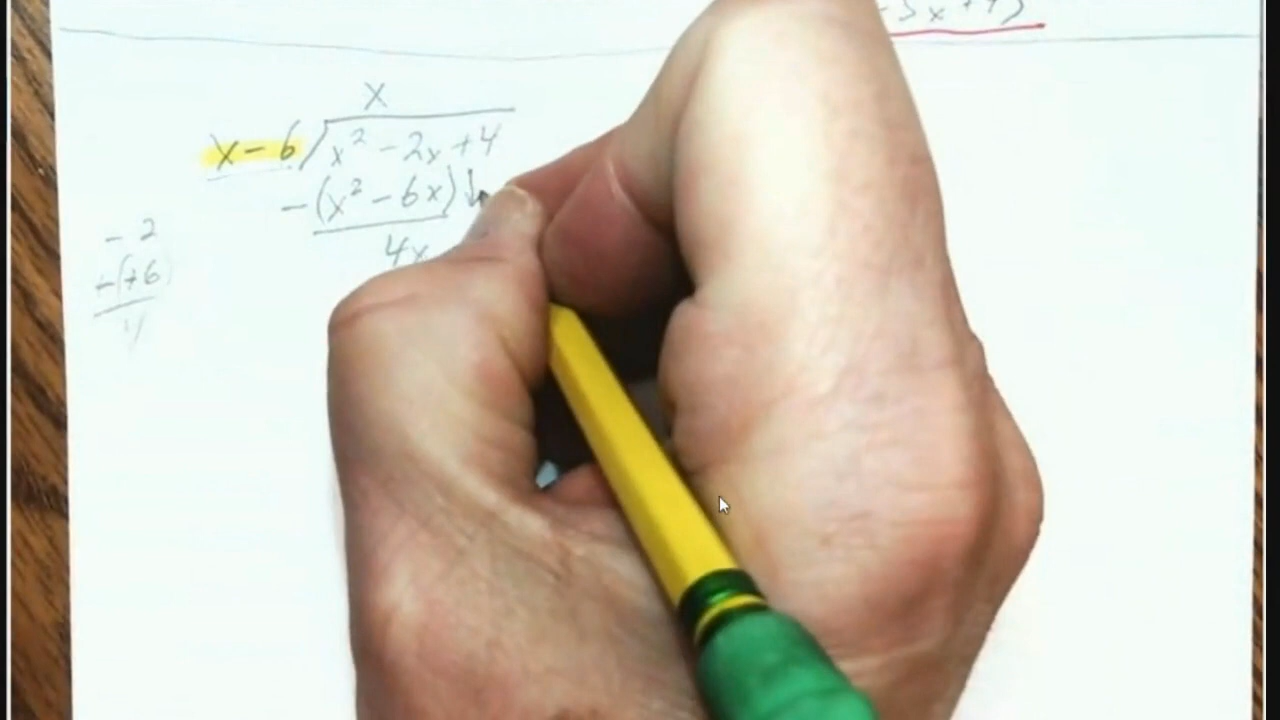 x
x - 6 x² - 2x + 4
-(x² - 6x)
4x
- 2
+(+6)
4